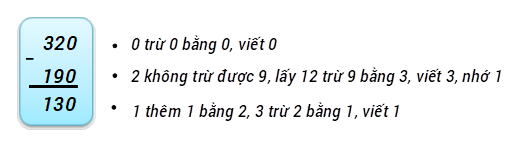 320
–
190
130
• 0 trừ 0 bằng 0, viết 0
• 2 không trừ được 9, lấy 12 trừ 9 bằng 3, viết 3, nhớ 1
• 1 thêm 1 bằng 2, 3 trừ 2 bằng 1, viết 1